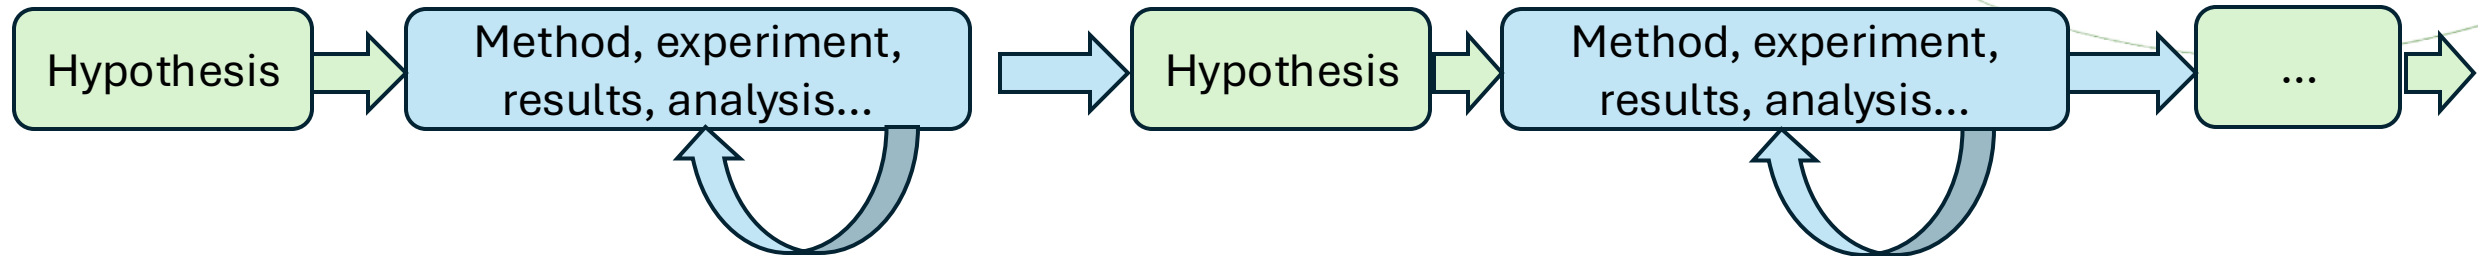 Hypothesis
Method, experiment,
results, analysis...
Hypothesis
Method, experiment,
results, analysis...
...